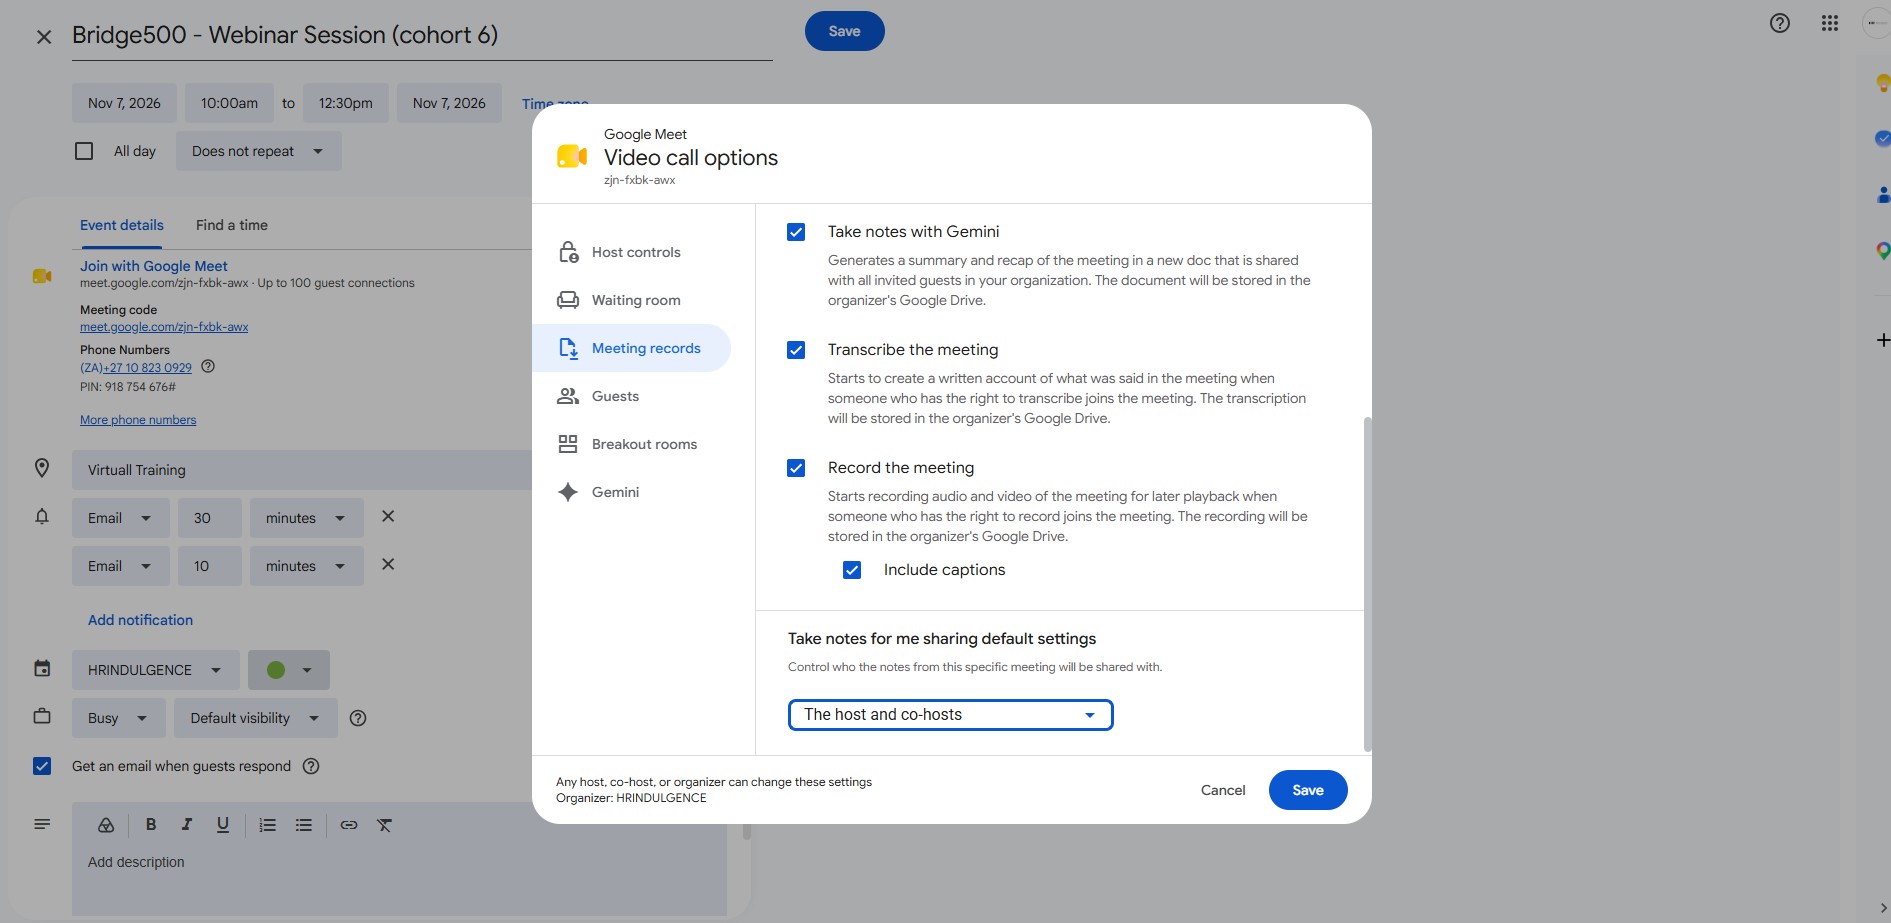 Bridge500 - Webinar Session (cohort 6)
Save
Nov 7, 2026
10:00am
to
12:30pm
Nov 7, 2026
Time zone
All day
Does not repeat
Event details
Find a time
Join with Google Meet
meet.google.com/zjn-fxbk-awx · Up to 100 guest connections
Meeting code
meet.google.com/zjn-fxbk-awx
Phone Numbers
(ZA)+27 10 823 0929
PIN: 918 754 676#
More phone numbers
Virtuall Training
Email
30
minutes
Email
10
minutes
Add notification
HRINDULGENCE
Busy
Default visibility
Get an email when guests respond
B I U
Add description
Google Meet
Video call options
zjn-fxbk-awx
Host controls
Waiting room
Meeting records
Guests
Breakout rooms
Gemini
Take notes with Gemini
Generates a summary and recap of the meeting in a new doc that is shared
with all invited guests in your organization. The document will be stored in the
organizer's Google Drive.
Transcribe the meeting
Starts to create a written account of what was said in the meeting when
someone who has the right to transcribe joins the meeting. The transcription
will be stored in the organizer's Google Drive.
Record the meeting
Starts recording audio and video of the meeting for later playback when
someone who has the right to record joins the meeting. The recording will be
stored in the organizer's Google Drive.
Include captions
Take notes for me sharing default settings
Control who the notes from this specific meeting will be shared with.
The host and co-hosts
Any host, co-host, or organizer can change these settings
Organizer: HRINDULGENCE
Cancel
Save